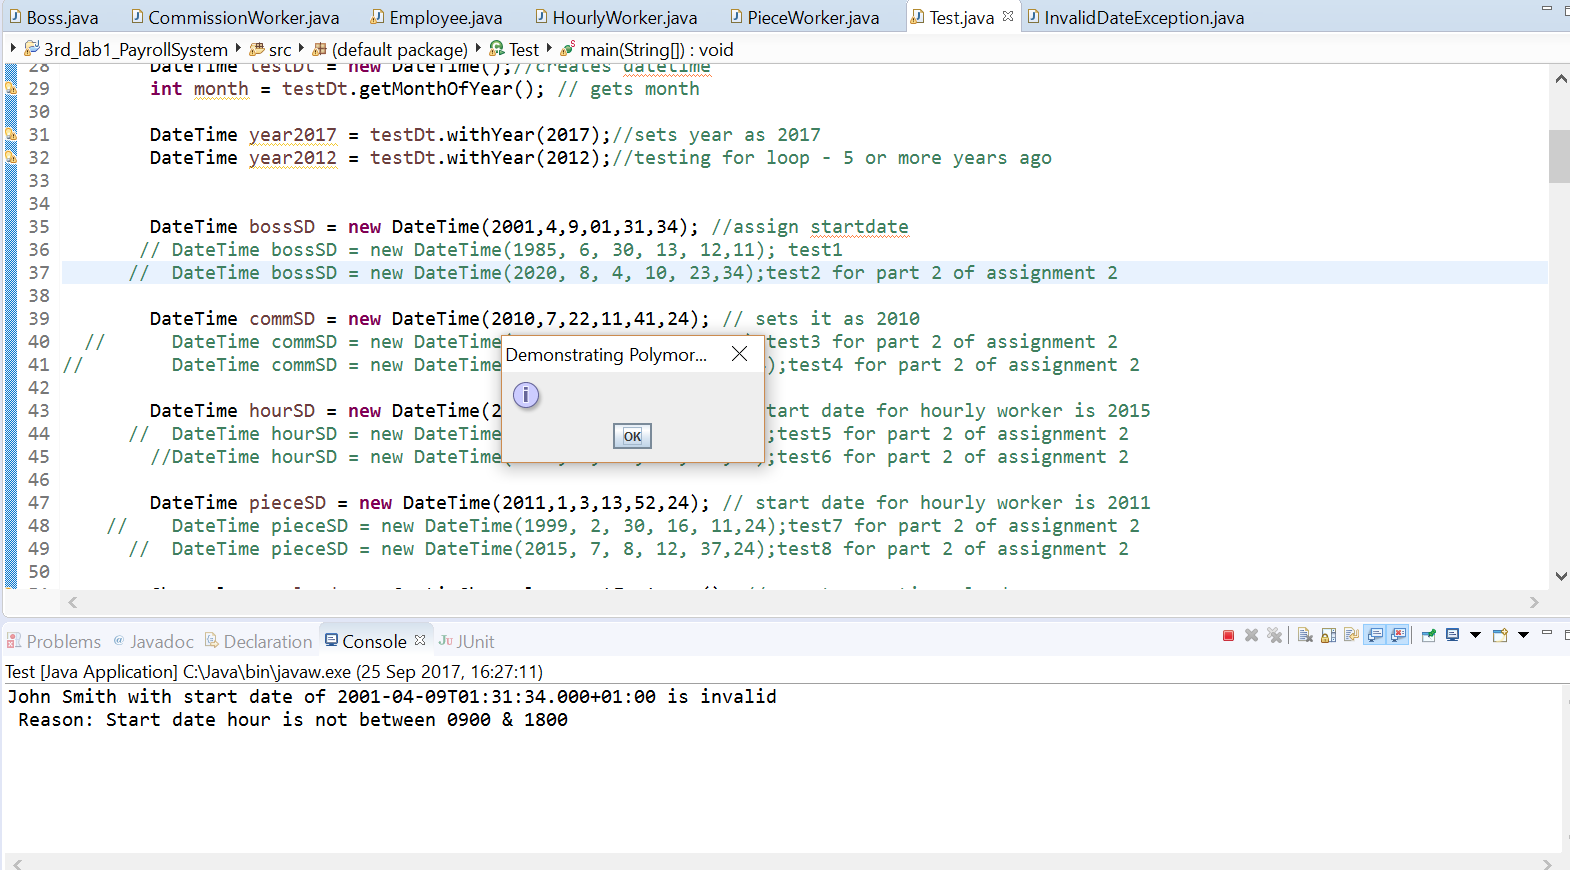 Boss.java CommissionWorker.java Employee.java HourlyWorker.java PieceWorker.java Test.java InvalidDateException.java
3rd_lab1_PayrollSystem src (default package) Test main(String[]) : void
28 DateTime testDt = new DateTime();//creates datetime
29 int month = testDt.getMonthOfYear(); // gets month
30
31 DateTime year2017 = testDt.withYear(2017);//sets year as 2017
32 DateTime year2012 = testDt.withYear(2012);//testing for loop - 5 or more years ago
33
34
35 DateTime bossSD = new DateTime(2001,4,9,01,31,34); //assign startdate
36 // DateTime bossSD = new DateTime(1985, 6, 30, 13, 12,11); test1
37 // DateTime bossSD = new DateTime(2020, 8, 4, 10, 23,34);test2 for part 2 of assignment 2
38
39 DateTime commSD = new DateTime(2010,7,22,11,41,24); // sets it as 2010
40 // DateTime commSD = new DateTime test3 for part 2 of assignment 2
41 // DateTime commSD = new DateTime );test4 for part 2 of assignment 2
42
43 DateTime hourSD = new DateTime(2 tart date for hourly worker is 2015
44 // DateTime hourSD = new DateTime ;test5 for part 2 of assignment 2
45 //DateTime hourSD = new DateTime ;test6 for part 2 of assignment 2
46
47 DateTime pieceSD = new DateTime(2011,1,3,13,52,24); // start date for hourly worker is 2011
48 // DateTime pieceSD = new DateTime(1999, 2, 30, 16, 11,24);test7 for part 2 of assignment 2
49 // DateTime pieceSD = new DateTime(2015, 7, 8, 12, 37,24);test8 for part 2 of assignment 2
50
Demonstrating Polymor...
OK
Problems @ Javadoc Declaration Console JUnit
Test [Java Application] C:\Java\bin\javaw.exe (25 Sep 2017, 16:27:11)
John Smith with start date of 2001-04-09T01:31:34.000+01:00 is invalid
Reason: Start date hour is not between 0900 & 1800